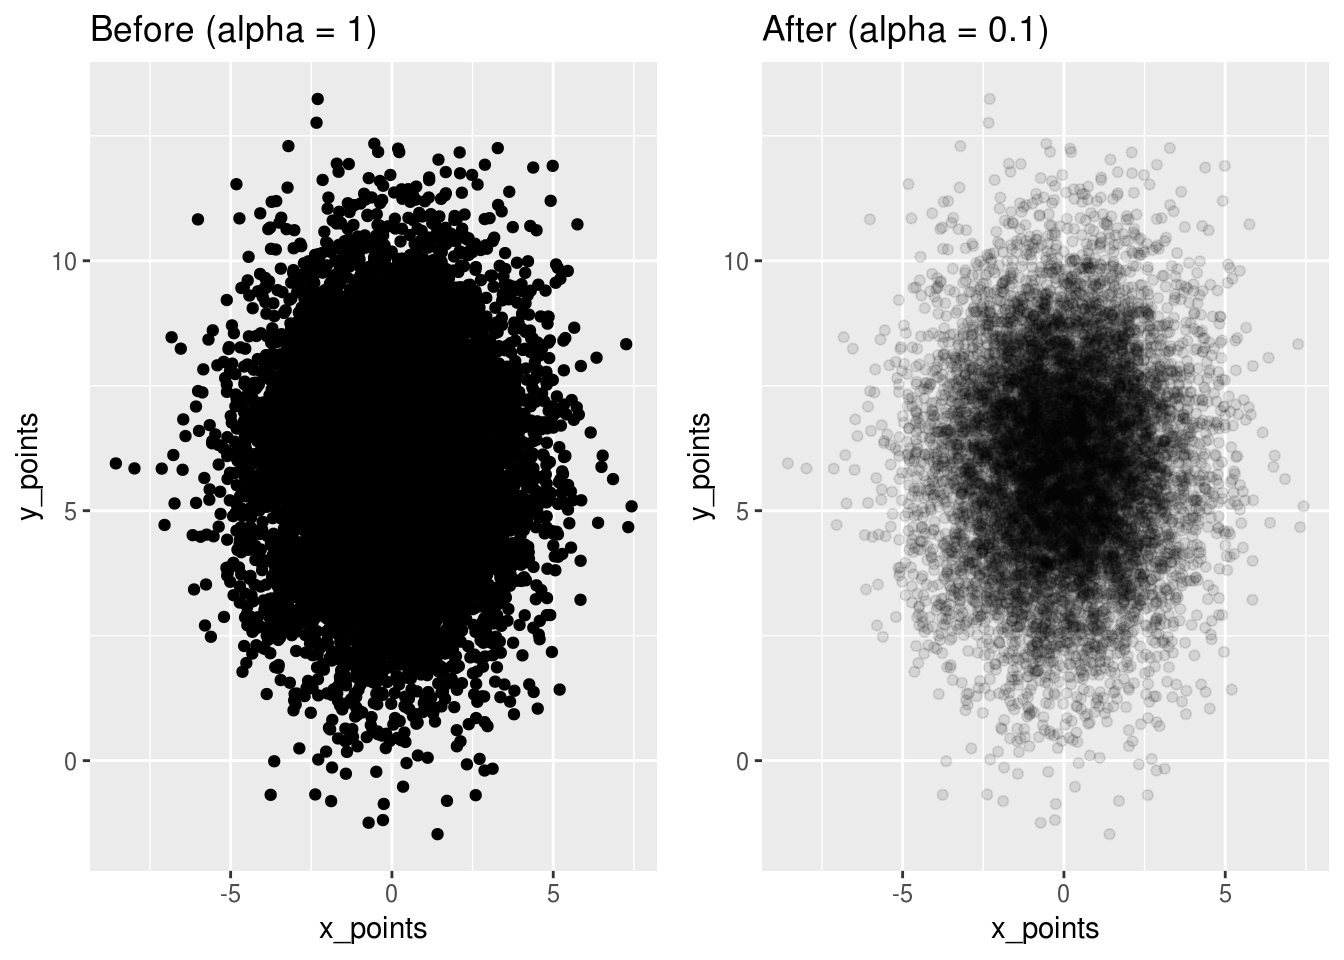 Before (alpha = 1)
10
5
0
y_points
-5
0
5
x_points
After (alpha = 0.1)
10
5
0
y_points
-5
0
5
x_points